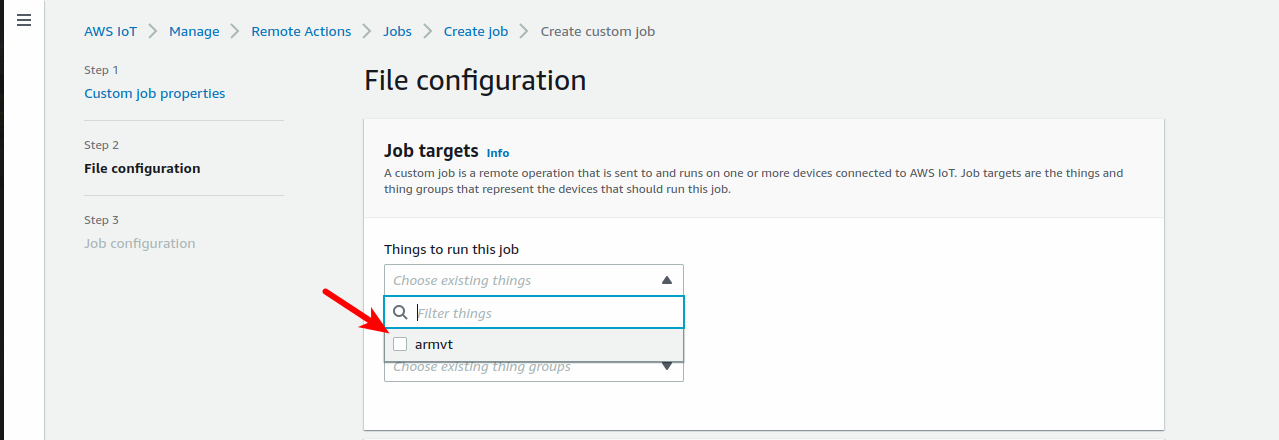 AWS IoT Manage Remote Actions Jobs Create job Create custom job
Step 1
Custom job properties
Step 2
File configuration
Step 3
Job configuration
File configuration
Job targets Info
A custom job is a remote operation that is sent to and runs on one or more devices connected to AWS IoT. Job targets are the things and
thing groups that represent the devices that should run this job.
Things to run this job
Choose existing things
Filter things
armvt
Choose existing thing groups